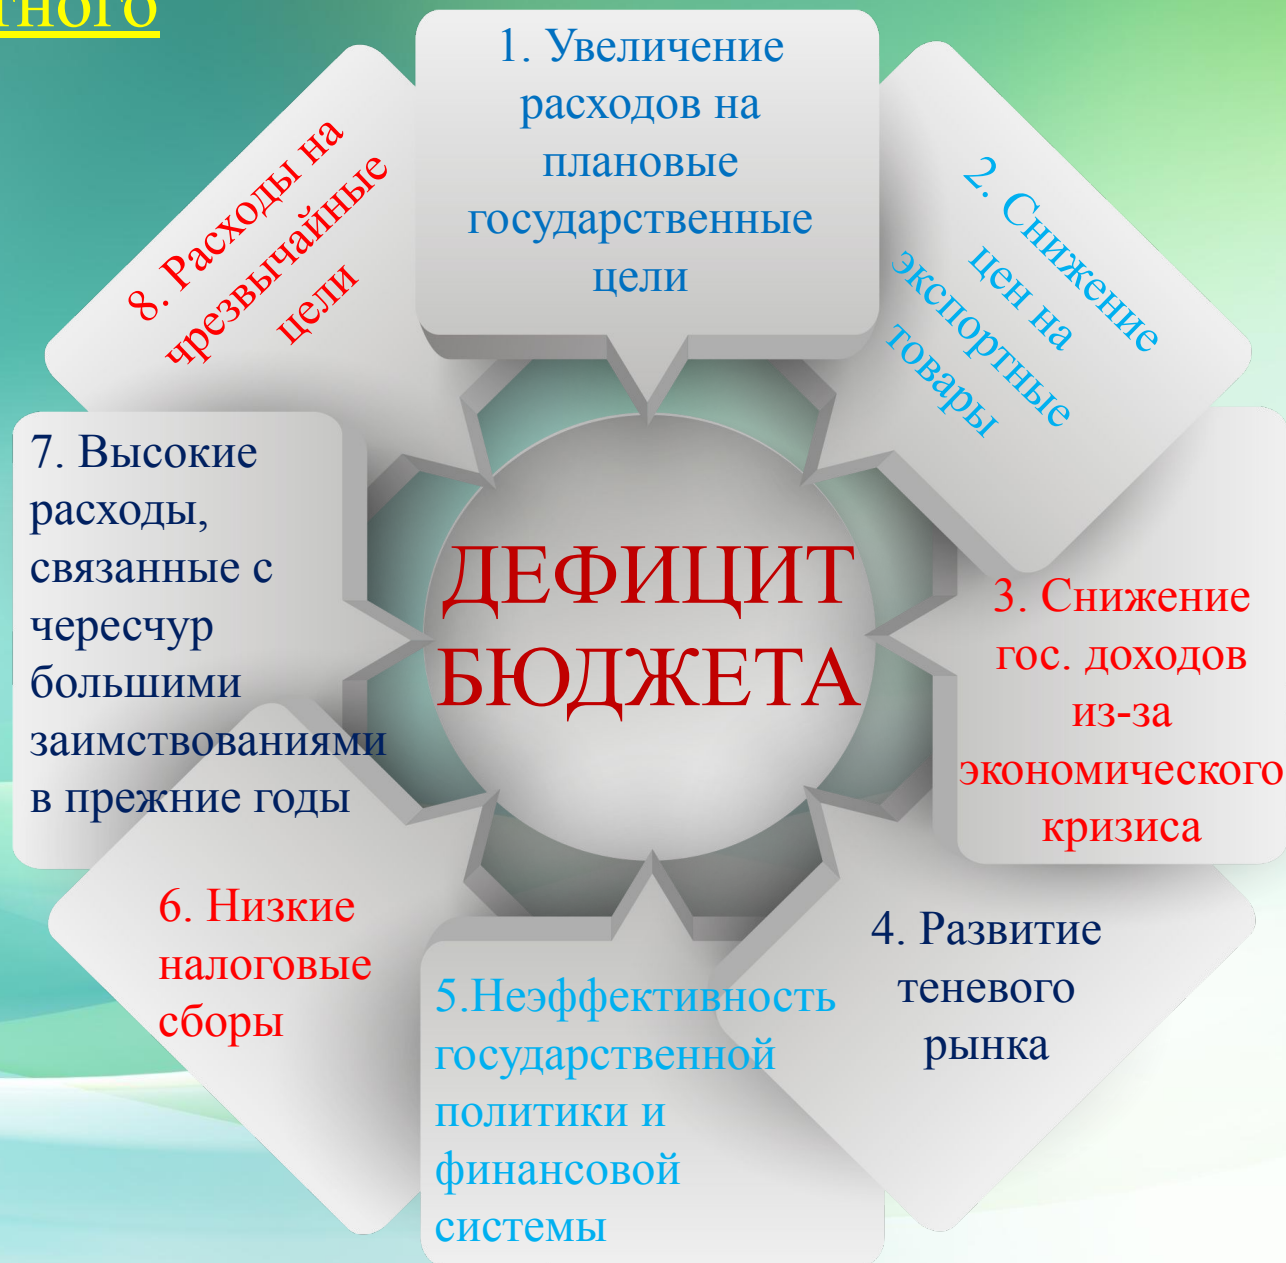 1. Увеличение
расходов на
плановые
государственные
цели
2. Снижение
цен на
экспортные
товары
3. Снижение
гос. доходов
из-за
экономического
кризиса
4. Развитие
теневого
рынка
5.Неэффективность
государственной
политики и
финансовой
системы
6. Низкие
налоговые
сборы
7. Высокие
расходы,
связанные с
чересчур
большими
заимствованиями
в прежние годы
8. Расходы на
чрезвычайные
цели
ДЕФИЦИТ
БЮДЖЕТА